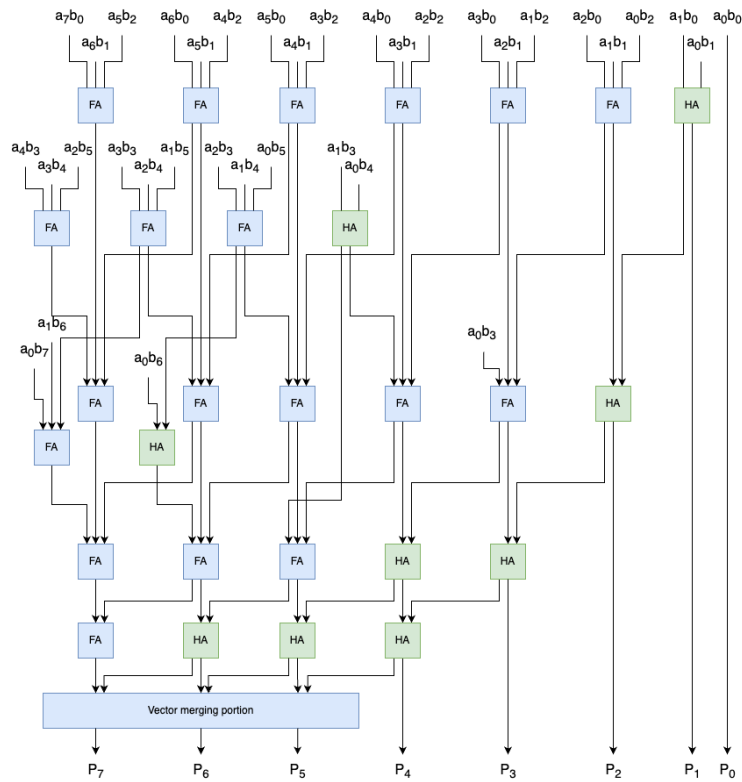 a₇b₀ a₅b₂ a₆b₀ a₄b₂ a₅b₀ a₃b₂ a₄b₀ a₂b₂ a₃b₀ a₁b₂ a₂b₀ a₀b₂ a₁b₀ a₀b₀
a₆b₁ a₅b₁ a₄b₁ a₃b₁ a₂b₁ a₁b₁ a₀b₁
FA FA FA FA FA FA HA
a₄b₃ a₂b₅ a₃b₃ a₁b₅ a₂b₃ a₀b₅ a₁b₃
a₃b₄ a₂b₄ a₁b₄ a₀b₄
FA FA FA HA
a₁b₆ a₀b₃
a₀b₇ a₀b₆
FA FA FA FA FA HA
FA HA
FA FA FA HA HA
FA HA HA HA
Vector merging portion
P₇ P₆ P₅ P₄ P₃ P₂ P₁ P₀